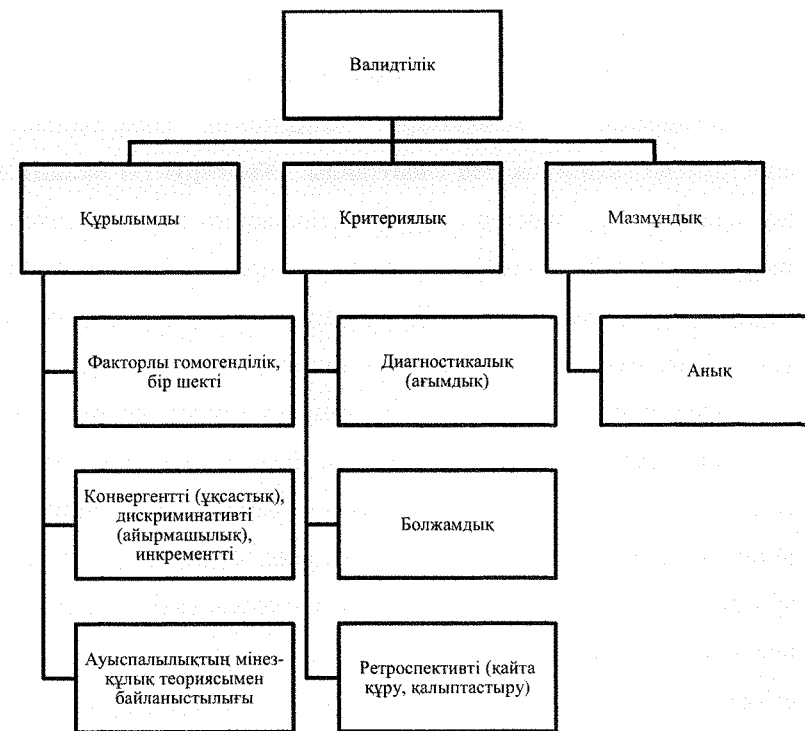 Валидтілік
Құрылымды
Критериялық
Мазмұндық
Факторлы гомогенділік,
бір шекті
Диагностикалық
(ағымдық)
Анық
Конвергентті (ұқсастық),
дискриминативті
(айырмашылық),
инкрементті
Болжамдық
Ауыспалылықтың мінез-
құлық теориясымен
байланыстылығы
Ретроспективті (қайта
құру, қалыптастыру)